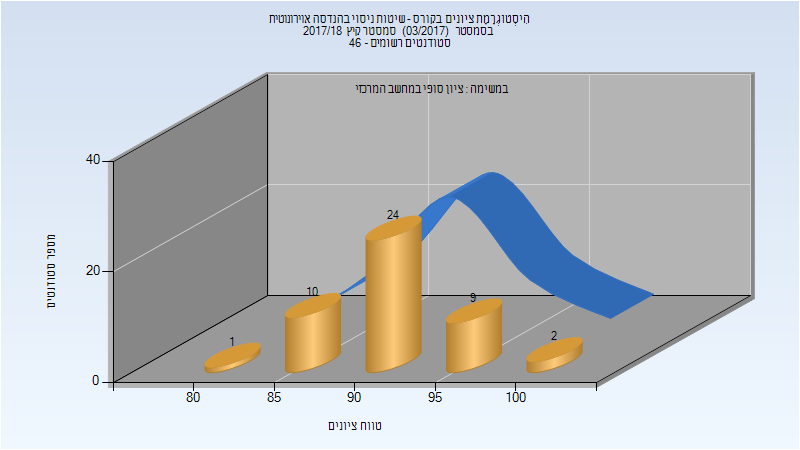 הִיסטוגרמת ציונים בקורס - שיטות ניסוי בהנדסה אוירונוטית
בסמסטר (03/2017) סמסטר קיץ 2017/18
סטודנטים רשומים - 46
במשימה : ציון סופי במחשב המרכזי
40
20
0
מספר סטודנטים
1
10
24
9
2
80
85
90
95
100
טווח ציונים